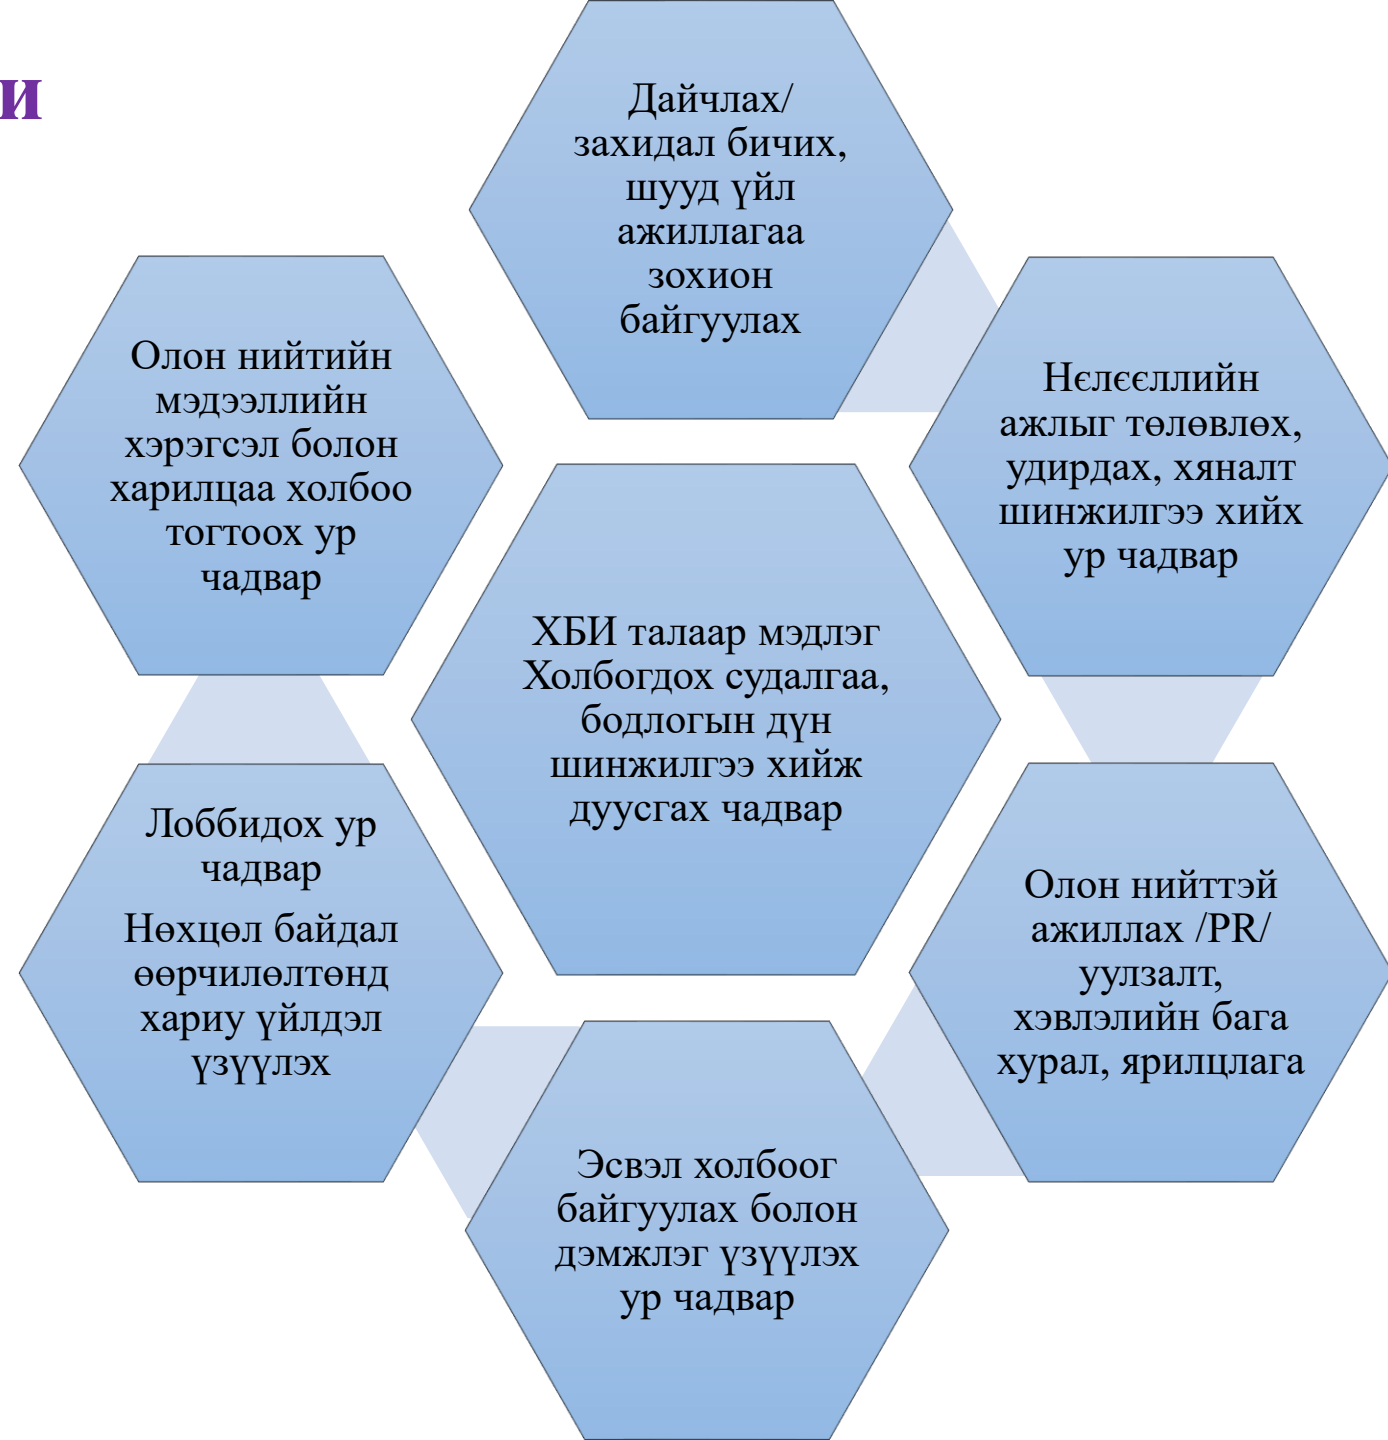 и
Дайчлах/
захидал бичих,
шууд үйл
ажиллагаа
зохион
байгуулах
Нєлєєллийн
ажлыг төлөвлөх,
удирдах, хяналт
шинжилгээ хийх
ур чадвар
Олон нийттэй
ажиллах /PR/
уулзалт,
хэвлэлийн бага
хурал, ярилцлага
Эсвэл холбоог
байгуулах болон
дэмжлэг үзүүлэх
ур чадвар
Лоббидох ур
чадвар
Нөхцөл байдал
өөрчилөлтөнд
хариу үйлдэл
үзүүлэх
Олон нийтийн
мэдээллийн
хэрэгсэл болон
харилцаа холбоо
тогтоох ур
чадвар
ХБИ талаар мэдлэг
Холбогдох судалгаа,
бодлогын дүн
шинжилгээ хийж
дуусгах чадвар